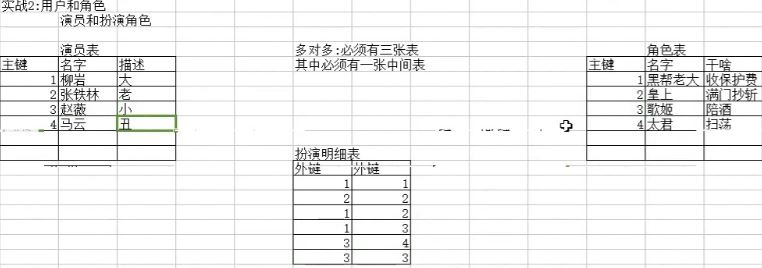 实战2:用户和角色
演员和扮演角色
演员表 多对多:必须有三张表 角色表
主键 名字 描述 其中必须有一张中间表 主键 名字 干啥
1 柳岩 大 1 黑帮老大 收保护费
2 张铁林 老 2 皇上 满门抄斩
3 赵薇 小 3 歌姬 陪酒
4 马云 丑 4 太君 扫荡
扮演明细表
外键 外键
1 1
2 2
1 2
1 3
3 4
3 3